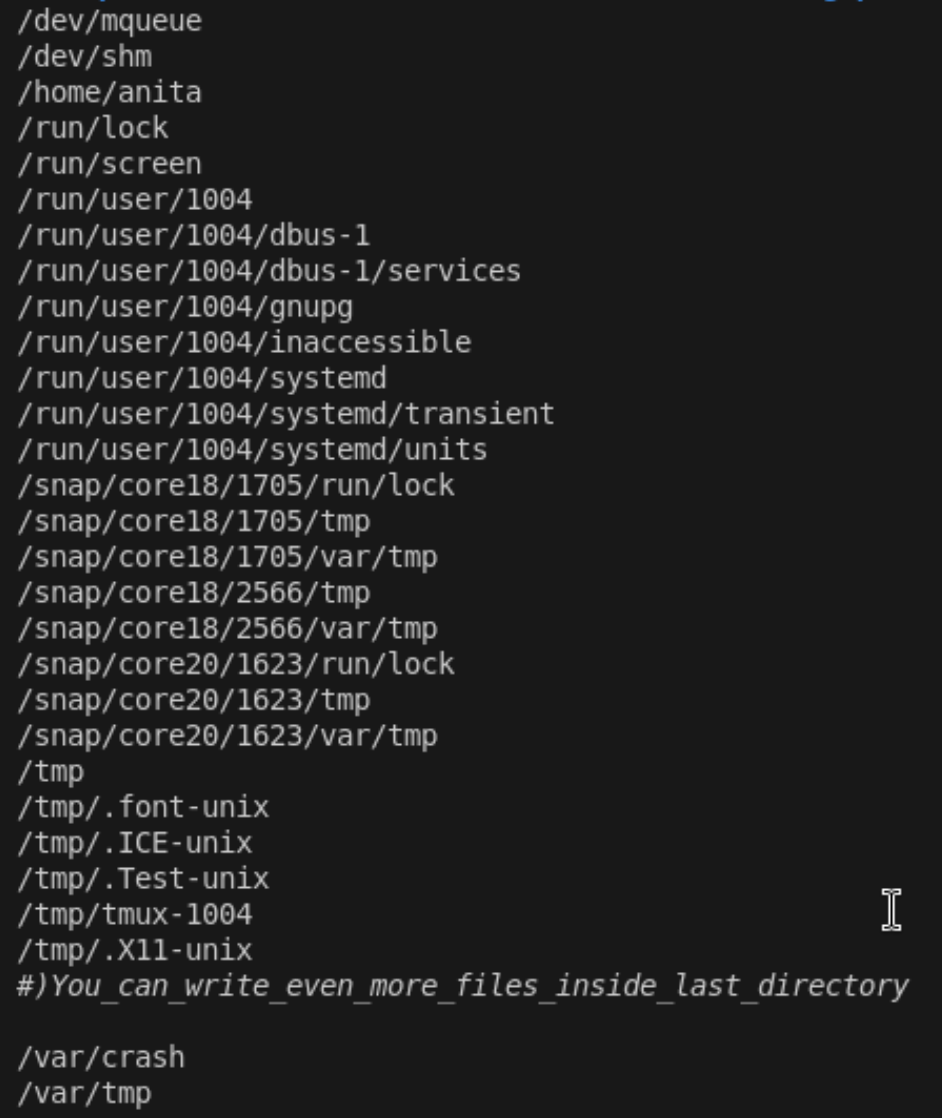 /dev/mqueue
/dev/shm
/home/anita
/run/lock
/run/screen
/run/user/1004
/run/user/1004/dbus-1
/run/user/1004/dbus-1/services
/run/user/1004/gnupg
/run/user/1004/inaccessible
/run/user/1004/systemd
/run/user/1004/systemd/transient
/run/user/1004/systemd/units
/snap/core18/1705/run/lock
/snap/core18/1705/tmp
/snap/core18/1705/var/tmp
/snap/core18/2566/tmp
/snap/core18/2566/var/tmp
/snap/core20/1623/run/lock
/snap/core20/1623/tmp
/snap/core20/1623/var/tmp
/tmp
/tmp/.font-unix
/tmp/.ICE-unix
/tmp/.Test-unix
/tmp/tmux-1004
/tmp/.X11-unix
#)You_can_write_even_more_files_inside_last_directory
/var/crash
/var/tmp